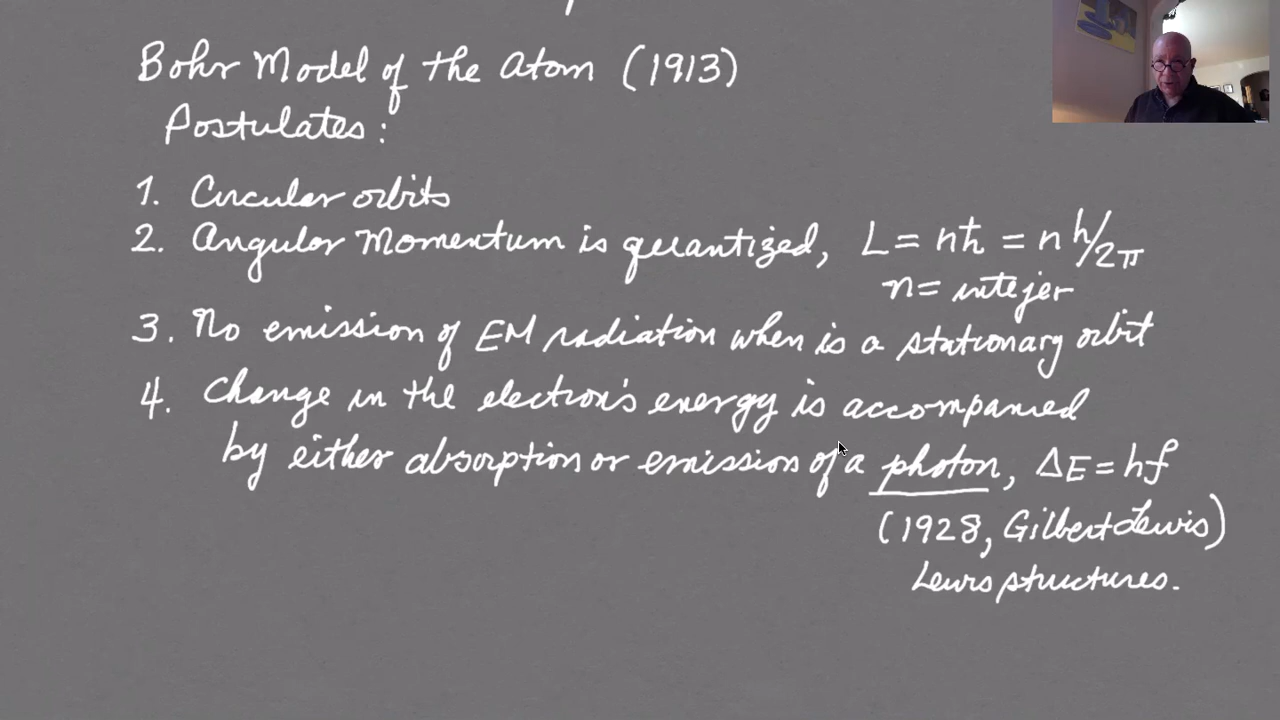 Bohr Model of the Atom (1913)
Postulates:
1. Circular orbits
2. Angular Momentum is quantized, L = nħ = n h/2π
n = integer
3. No emission of EM radiation when is a stationary orbit
4. Change in the electron's energy is accompanied
by either absorption or emission of a photon, ΔE = hf
(1928, Gilbert Lewis)
Lewis structures.